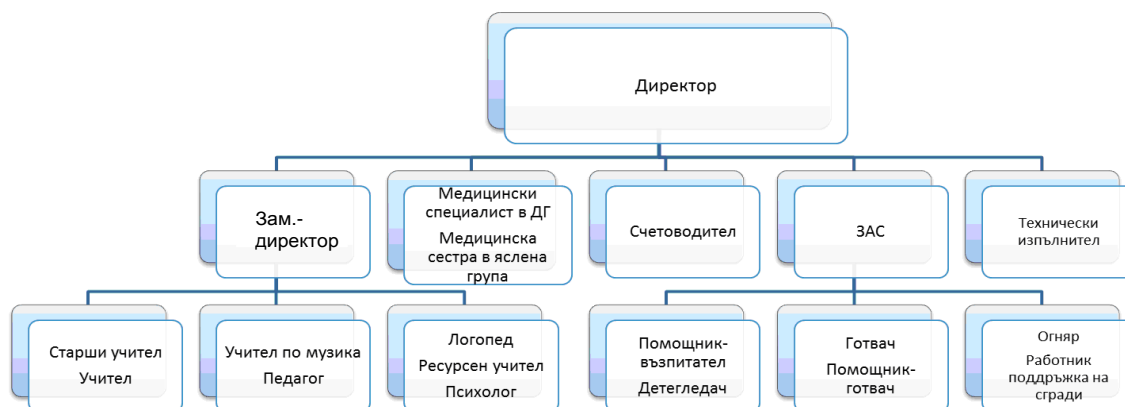 Директор
Зам.-
директор
Медицински
специалист в ДГ
Медицинска
сестра в яслена
група
Счетоводител
ЗАС
Технически
изпълнител
Старши учител
Учител
Учител по музика
Педагог
Логопед
Ресурсен учител
Психолог
Помощник-
възпитател
Детегледач
Готвач
Помощник-
готвач
Огняр
Работник
поддръжка на
сгради